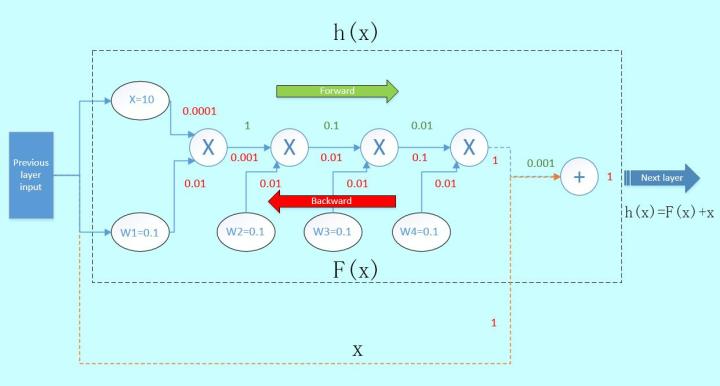 h(x)
Forward
X=10
0.0001
1
0.1
0.01
X
X
X
X
0.001
0.01
0.1
1
0.001
+
1
Previous
layer
input
Next layer
0.01
0.01
0.01
0.01
Backward
h(x)=F(x)+x
W1=0.1
W2=0.1
W3=0.1
W4=0.1
F(x)
1
x